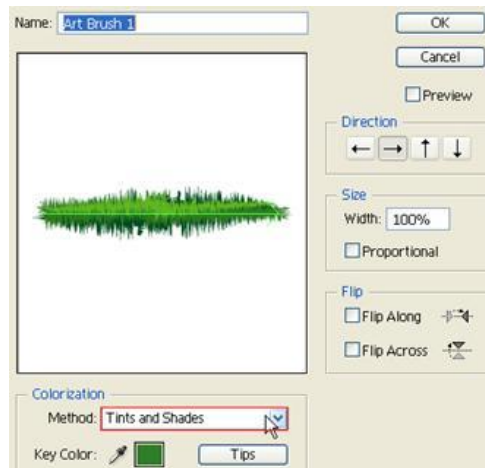 Name: Art Brush 1
OK
Cancel
Preview
Direction
Size
Width: 100%
Proportional
Flip
Flip Along
Flip Across
Colorization
Method: Tints and Shades
Key Color:
Tips